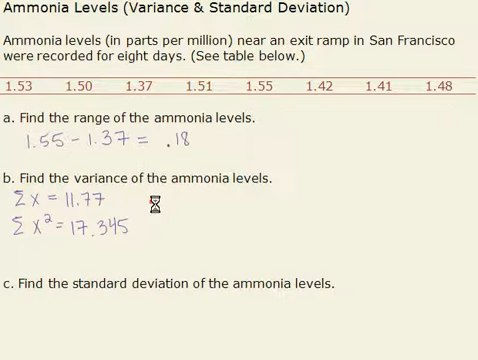 Ammonia Levels (Variance & Standard Deviation)
Ammonia levels (in parts per million) near an exit ramp in San Francisco
were recorded for eight days. (See table below.)
1.53 1.50 1.37 1.51 1.55 1.42 1.41 1.48
a. Find the range of the ammonia levels.
1.55 - 1.37 = .18
b. Find the variance of the ammonia levels.
Σx = 11.77
Σx² = 17.345
c. Find the standard deviation of the ammonia levels.